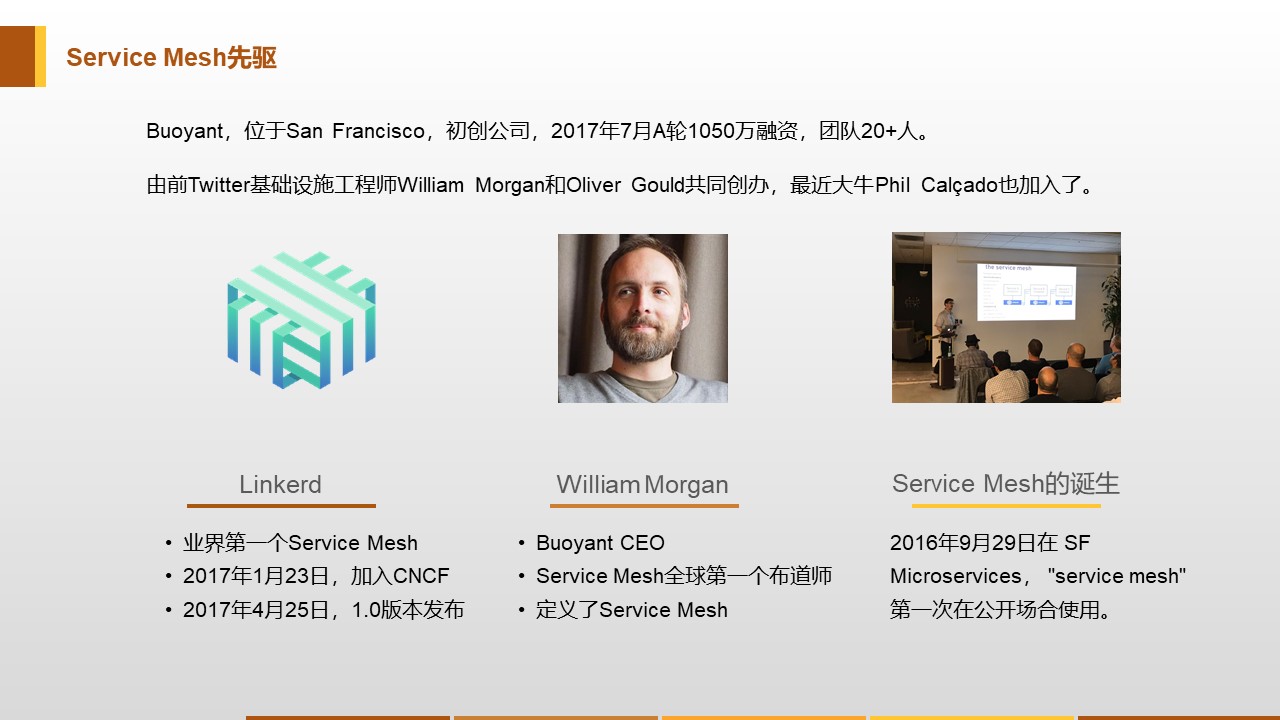 Service Mesh先驱
Buoyant，位于San Francisco，初创公司，2017年7月A轮1050万融资，团队20+人。
由前Twitter基础设施工程师William Morgan和Oliver Gould共同创办，最近大牛Phil Calçado也加入了。
the service mesh
Linkerd
William Morgan
Service Mesh的诞生
• 业界第一个Service Mesh
• 2017年1月23日，加入CNCF
• 2017年4月25日，1.0版本发布
• Buoyant CEO
• Service Mesh全球第一个布道师
• 定义了Service Mesh
2016年9月29日在 SF
Microservices， "service mesh"
第一次在公开场合使用。